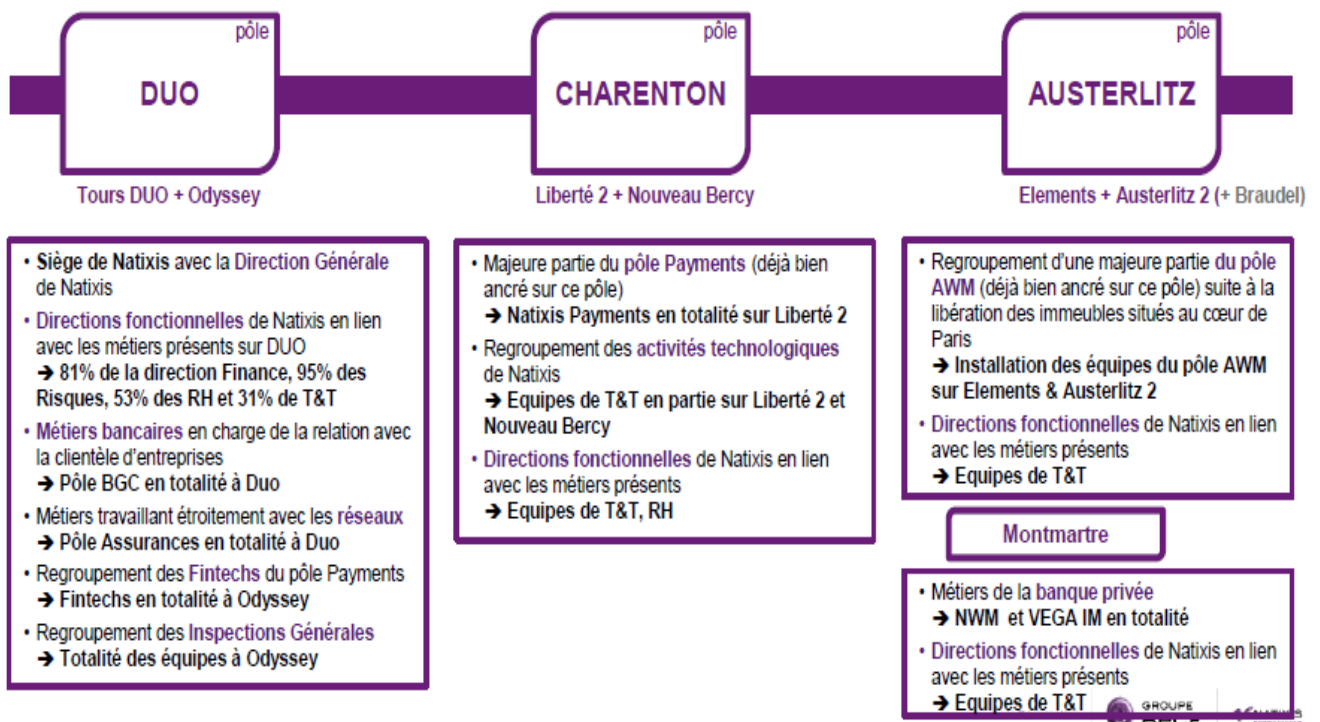 pôle
DUO
Tours DUO + Odyssey
• Siège de Natixis avec la Direction Générale
de Natixis
• Directions fonctionnelles de Natixis en lien
avec les métiers présents sur DUO
➔ 81% de la direction Finance, 95% des
Risques, 53% des RH et 31% de T&T
• Métiers bancaires en charge de la relation avec
la clientèle d'entreprises
➔ Pôle BGC en totalité à Duo
• Métiers travaillant étroitement avec les réseaux
➔ Pôle Assurances en totalité à Duo
• Regroupement des Fintechs du pôle Payments
➔ Fintechs en totalité à Odyssey
• Regroupement des Inspections Générales
➔ Totalité des équipes à Odyssey
pôle
CHARENTON
Liberté 2 + Nouveau Bercy
• Majeure partie du pôle Payments (déjà bien
ancré sur ce pôle)
➔ Natixis Payments en totalité sur Liberté 2
• Regroupement des activités technologiques
de Natixis
➔ Equipes de T&T en partie sur Liberté 2 et
Nouveau Bercy
• Directions fonctionnelles de Natixis en lien
avec les métiers présents
➔ Equipes de T&T, RH
pôle
AUSTERLITZ
Elements + Austerlitz 2 (+ Braudel)
• Regroupement d'une majeure partie du pôle
AWM (déjà bien ancré sur ce pôle) suite à la
libération des immeubles situés au cœur de
Paris
➔ Installation des équipes du pôle AWM
sur Elements & Austerlitz 2
• Directions fonctionnelles de Natixis en lien
avec les métiers présents
➔ Equipes de T&T
Montmartre
• Métiers de la banque privée
➔ NWM et VEGA IM en totalité
• Directions fonctionnelles de Natixis en lien
avec les métiers présents
➔ Equipes de T&T
GROUPE